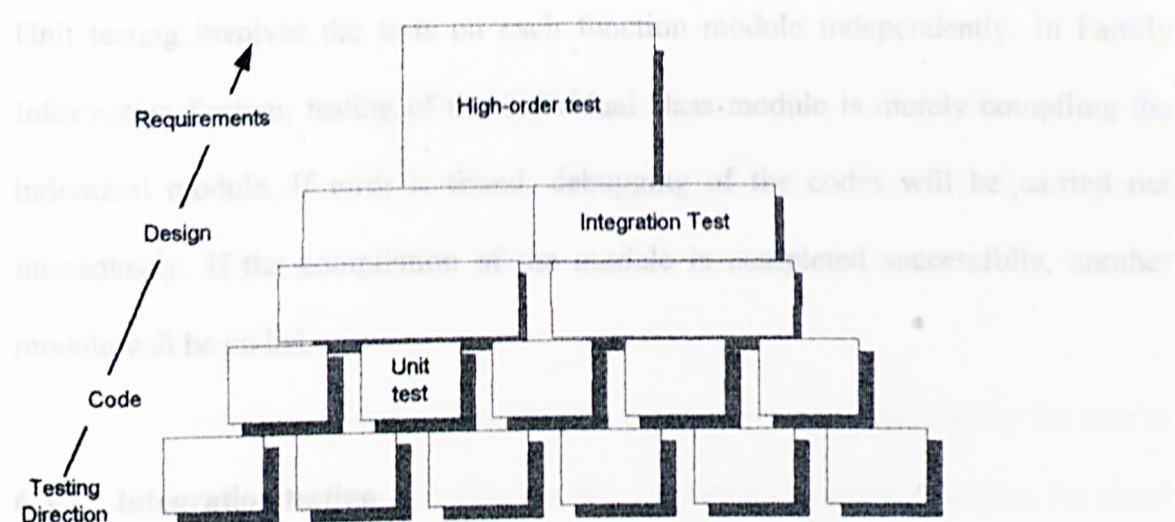 Unit testing involves the tests on each function module independently. In Family
Information System, testing of the individual class module is merely compiling the
individual module. If error is found, debugging of the codes will be carried out
immediately. If the compilation of the module is completed successfully, another
module will be
Integration testing
Requirements
High-order test
Design
Integration Test
Code
Unit
test
Testing
Direction